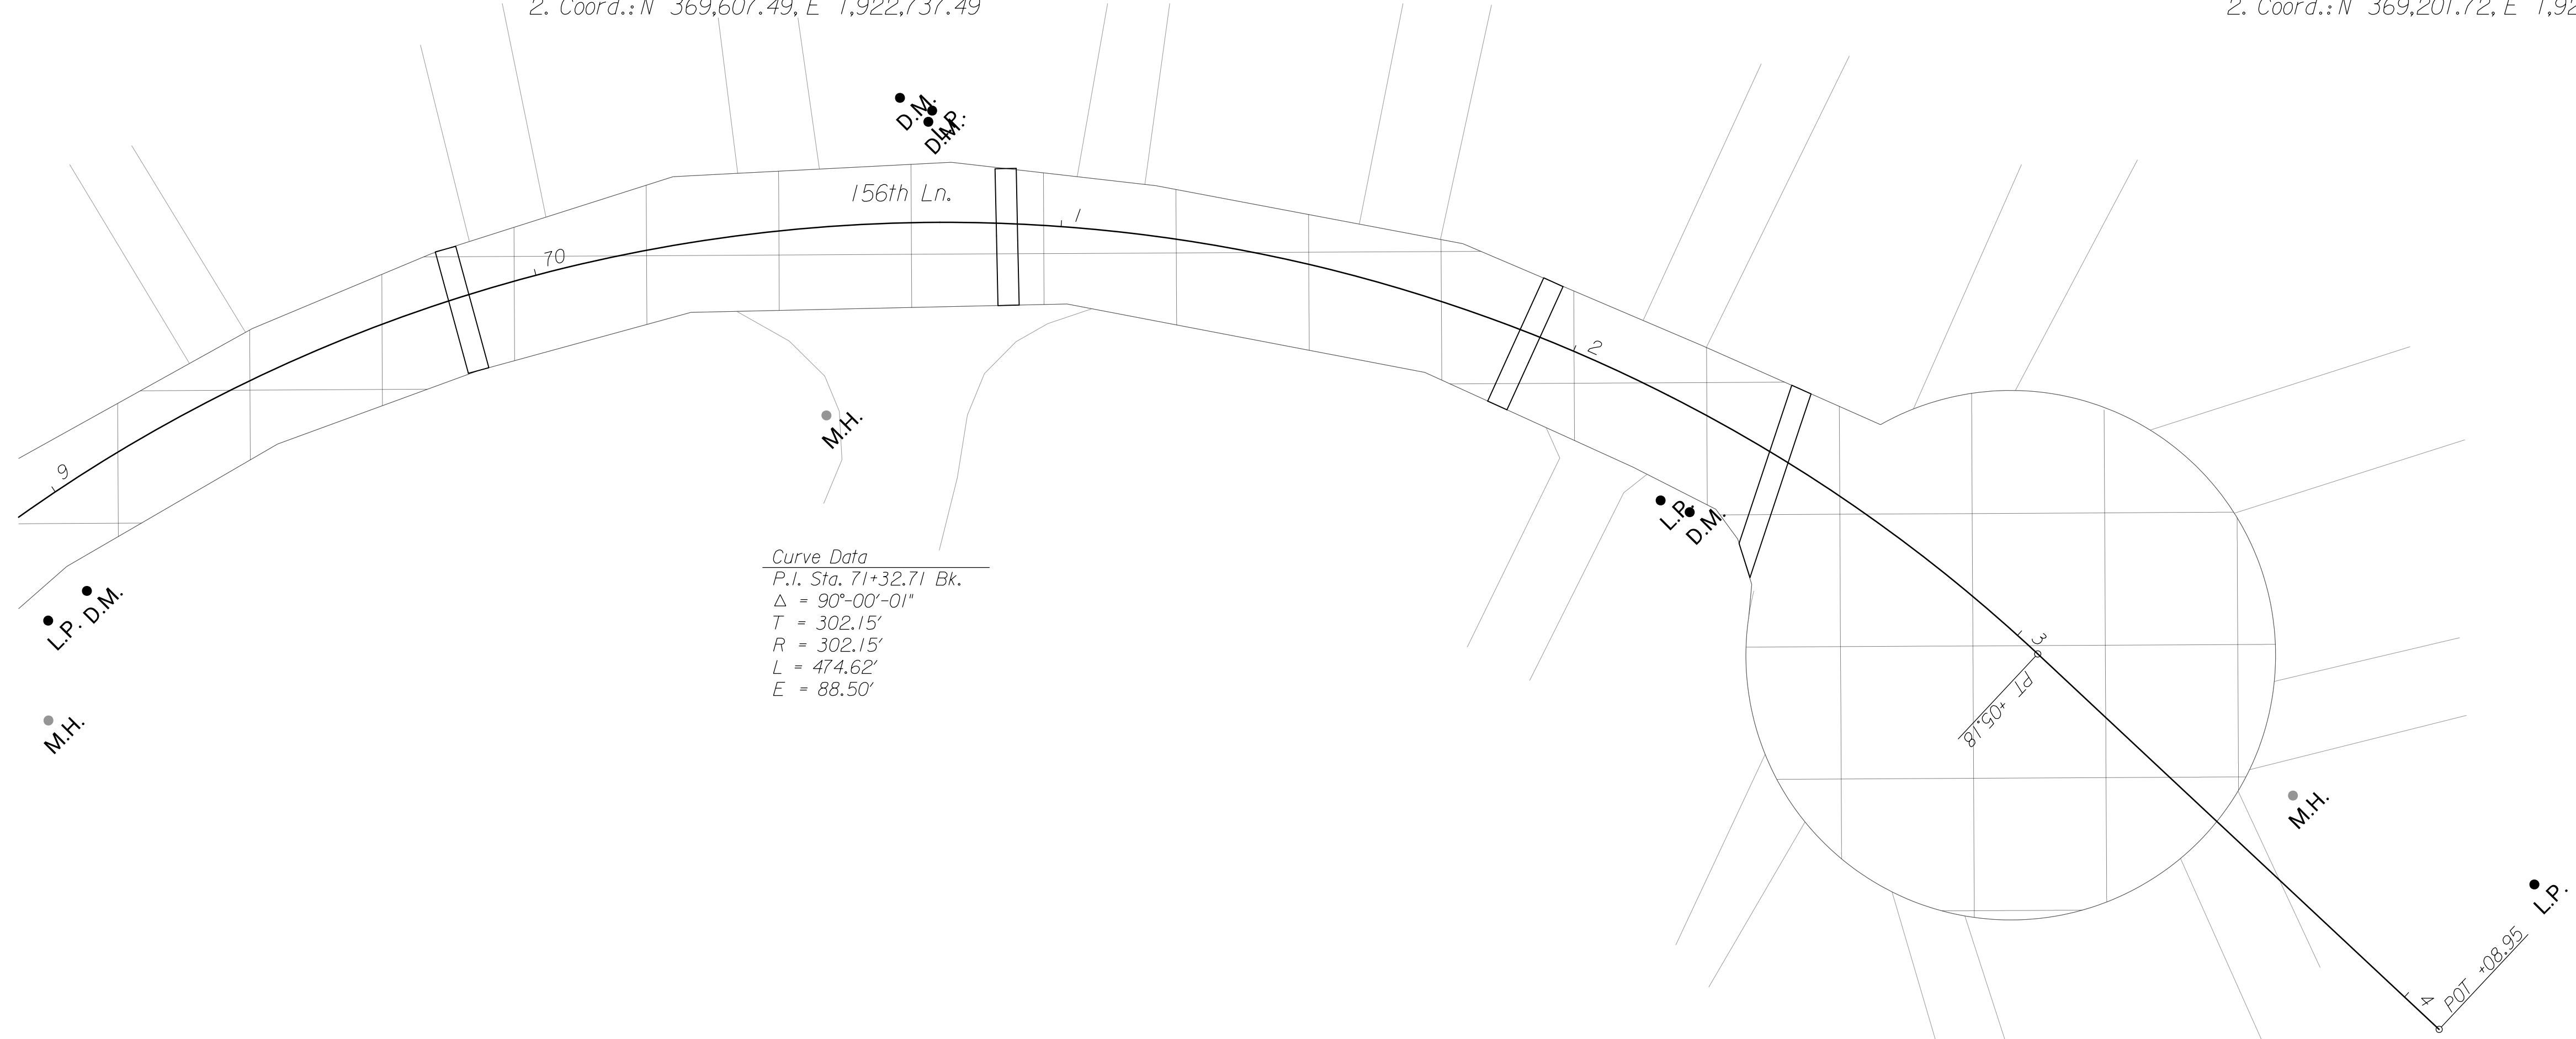 2. Coord.: N 369,607.49, E 1,922,737.49
2. Coord.: N 369,201.72, E 1,92
D.M.
L.P.
D.M.
156th Ln.
1
70
2
9
M.H.
L.P.
D.M.
Curve Data
P.I. Sta. 71+32.71 Bk.
Δ = 90°-00'-01"
T = 302.15'
R = 302.15'
L = 474.62'
E = 88.50'
D.M.
L.P.
M.H.
3
PT +05.18
M.H.
L.P.
POT +08.95
4